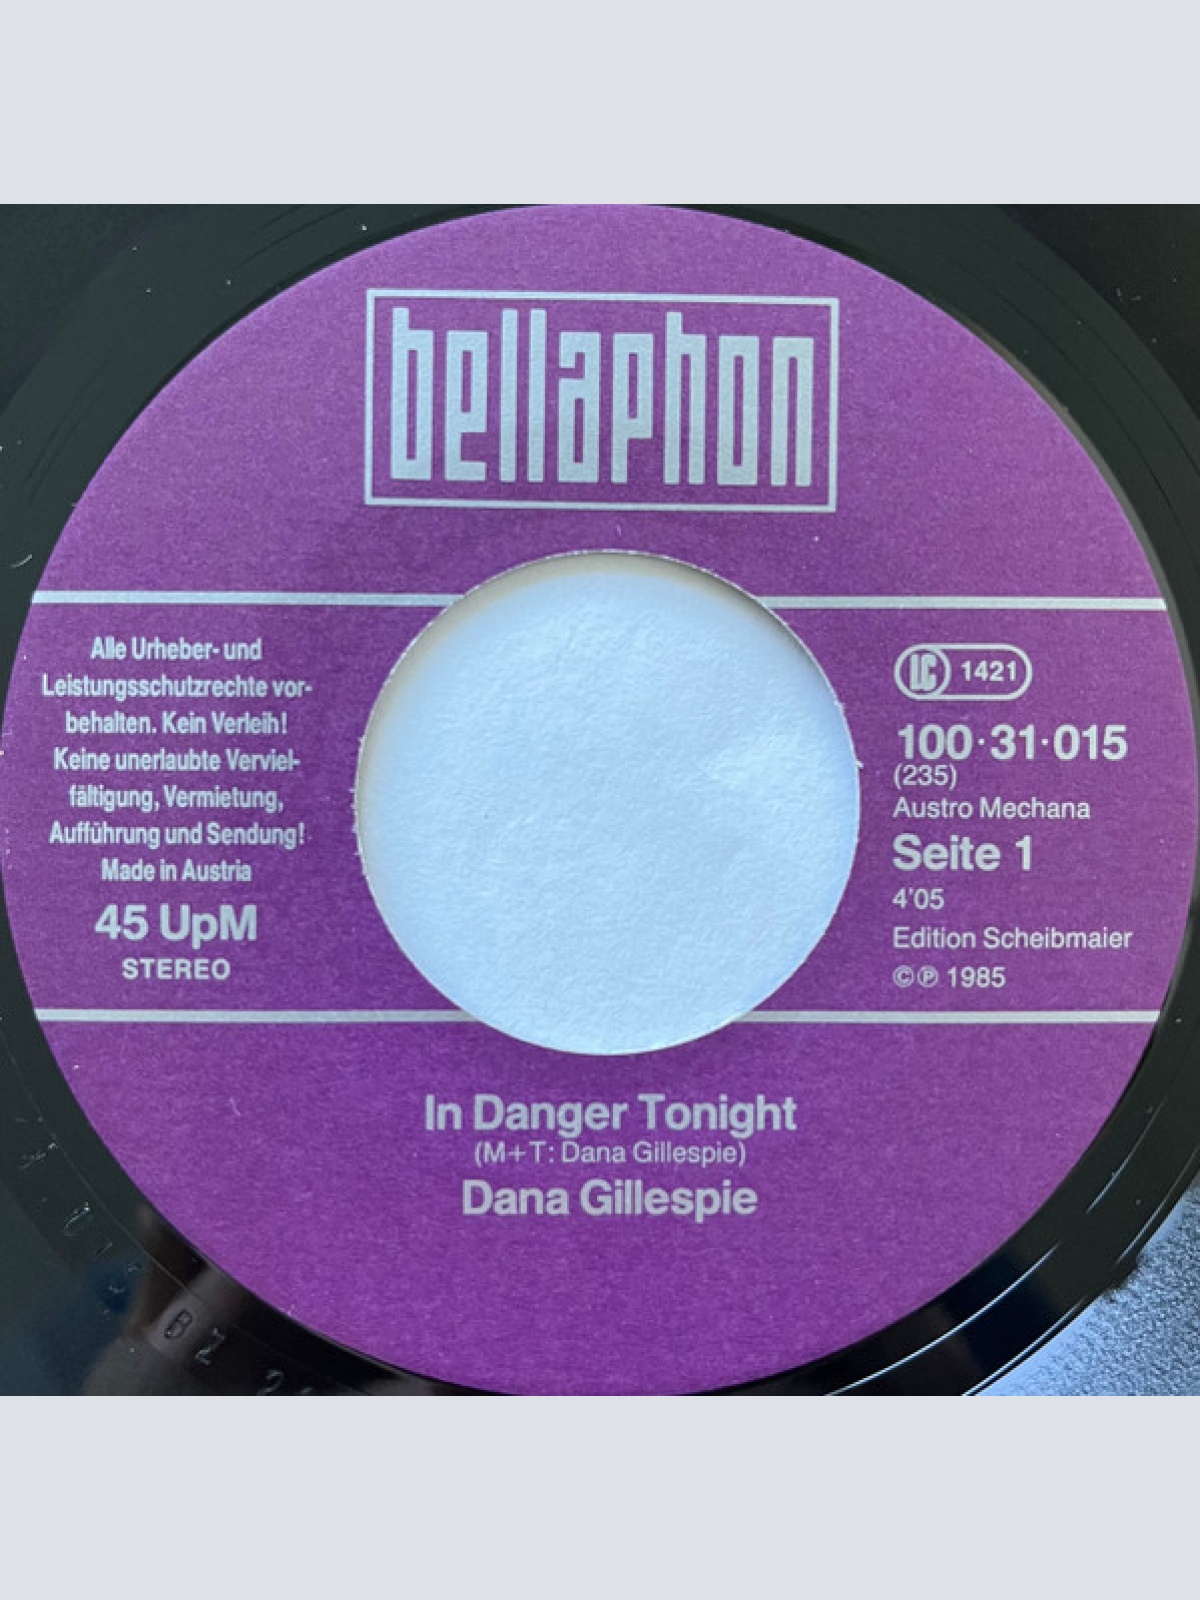 bellaphon
Alle Urheber- und
Leistungsschutzrechte vor-
behalten. Kein Verleih!
Keine unerlaubte Verviel-
fältigung, Vermietung,
Aufführung und Sendung!
Made in Austria
45 UpM
STEREO
LC 1421
100·31·015
(235)
Austro Mechana
Seite 1
4'05
Edition Scheibmaier
©℗ 1985
In Danger Tonight
(M+T: Dana Gillespie)
Dana Gillespie
BZ